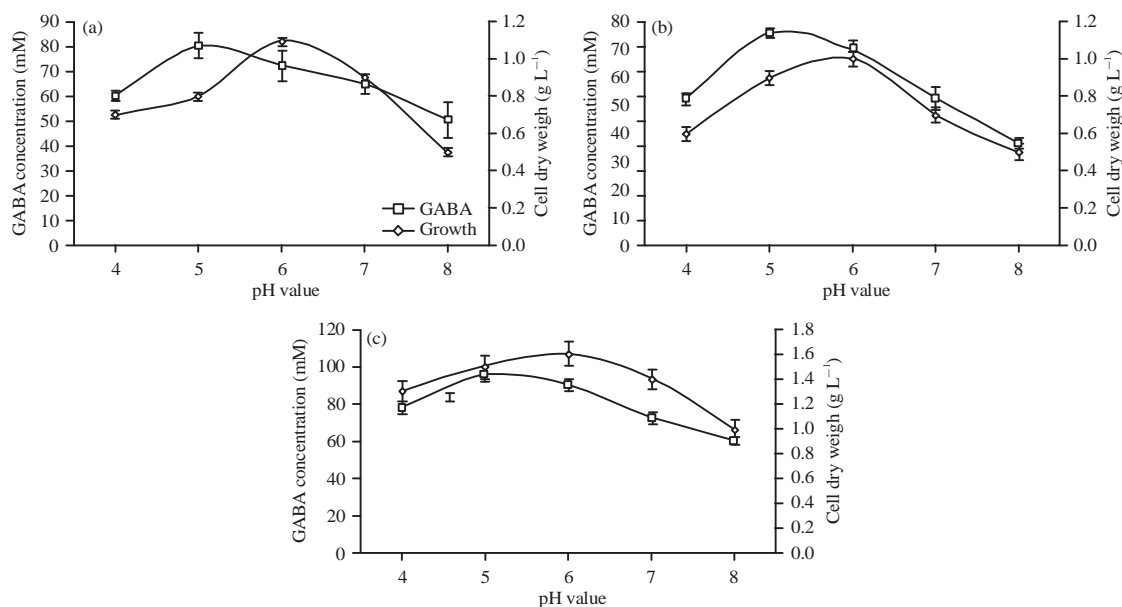 (a)
GABA concentration (mM)
90
80
70
60
50
40
30
20
10
0
4 5 6 7 8
pH value
GABA
Growth
1.2
1.0
0.8
0.6
0.4
0.2
0.0
Cell dry weigh (g L⁻¹)
(b)
GABA concentration (mM)
80
70
60
50
40
30
20
10
0
4 5 6 7 8
pH value
1.2
1.0
0.8
0.6
0.4
0.2
0.0
Cell dry weigh (g L⁻¹)
(c)
GABA concentration (mM)
120
100
80
60
40
20
0
4 5 6 7 8
pH value
1.8
1.6
1.4
1.2
1.0
0.8
0.6
0.4
0.2
0.0
Cell dry weigh (g L⁻¹)